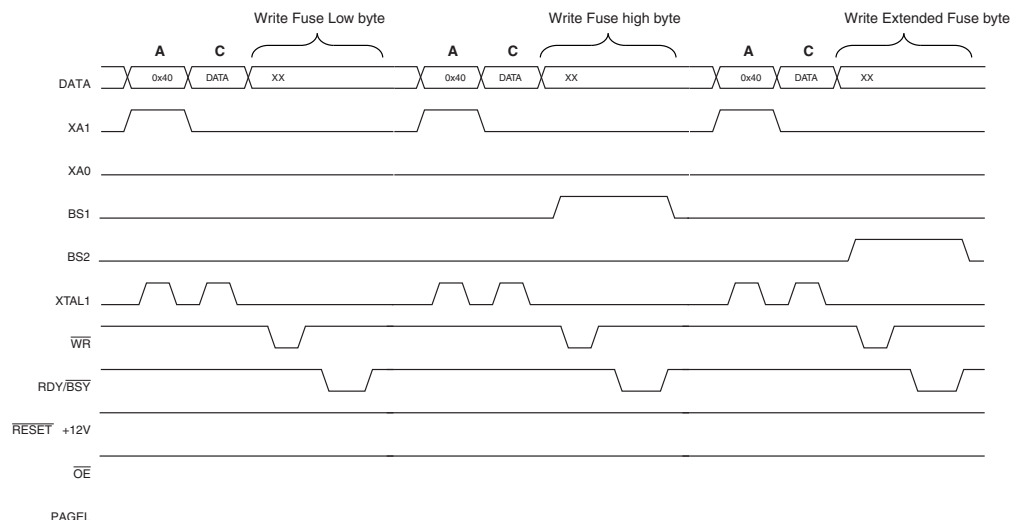 Write Fuse Low byte Write Fuse high byte Write Extended Fuse byte
A C A C A C
DATA 0x40 DATA XX 0x40 DATA XX 0x40 DATA XX
XA1
XA0
BS1
BS2
XTAL1
WR
RDY/BSY
RESET +12V
OE
PAGEL